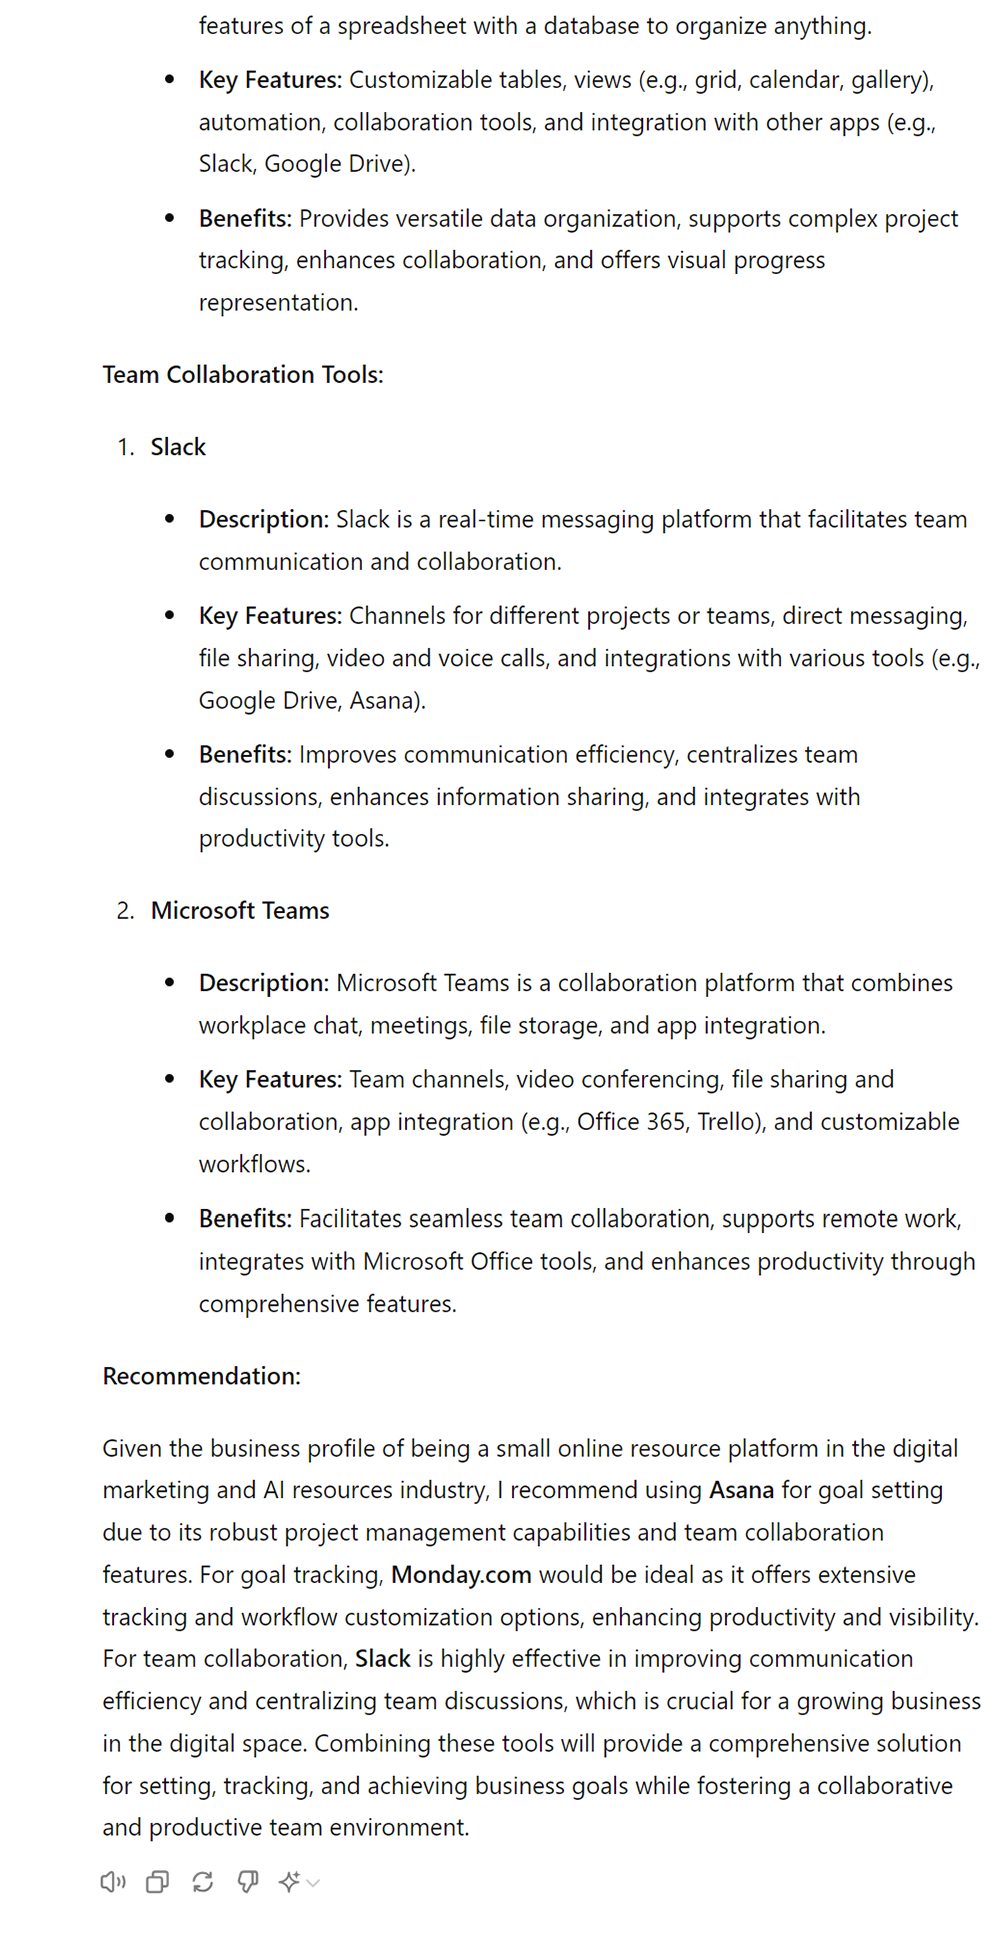 features of a spreadsheet with a database to organize anything.
• Key Features: Customizable tables, views (e.g., grid, calendar, gallery),
automation, collaboration tools, and integration with other apps (e.g.,
Slack, Google Drive).
• Benefits: Provides versatile data organization, supports complex project
tracking, enhances collaboration, and offers visual progress
representation.
Team Collaboration Tools:
1. Slack
• Description: Slack is a real-time messaging platform that facilitates team
communication and collaboration.
• Key Features: Channels for different projects or teams, direct messaging,
file sharing, video and voice calls, and integrations with various tools (e.g.,
Google Drive, Asana).
• Benefits: Improves communication efficiency, centralizes team
discussions, enhances information sharing, and integrates with
productivity tools.
2. Microsoft Teams
• Description: Microsoft Teams is a collaboration platform that combines
workplace chat, meetings, file storage, and app integration.
• Key Features: Team channels, video conferencing, file sharing and
collaboration, app integration (e.g., Office 365, Trello), and customizable
workflows.
• Benefits: Facilitates seamless team collaboration, supports remote work,
integrates with Microsoft Office tools, and enhances productivity through
comprehensive features.
Recommendation:
Given the business profile of being a small online resource platform in the digital
marketing and AI resources industry, I recommend using Asana for goal setting
due to its robust project management capabilities and team collaboration
features. For goal tracking, Monday.com would be ideal as it offers extensive
tracking and workflow customization options, enhancing productivity and visibility.
For team collaboration, Slack is highly effective in improving communication
efficiency and centralizing team discussions, which is crucial for a growing business
in the digital space. Combining these tools will provide a comprehensive solution
for setting, tracking, and achieving business goals while fostering a collaborative
and productive team environment.